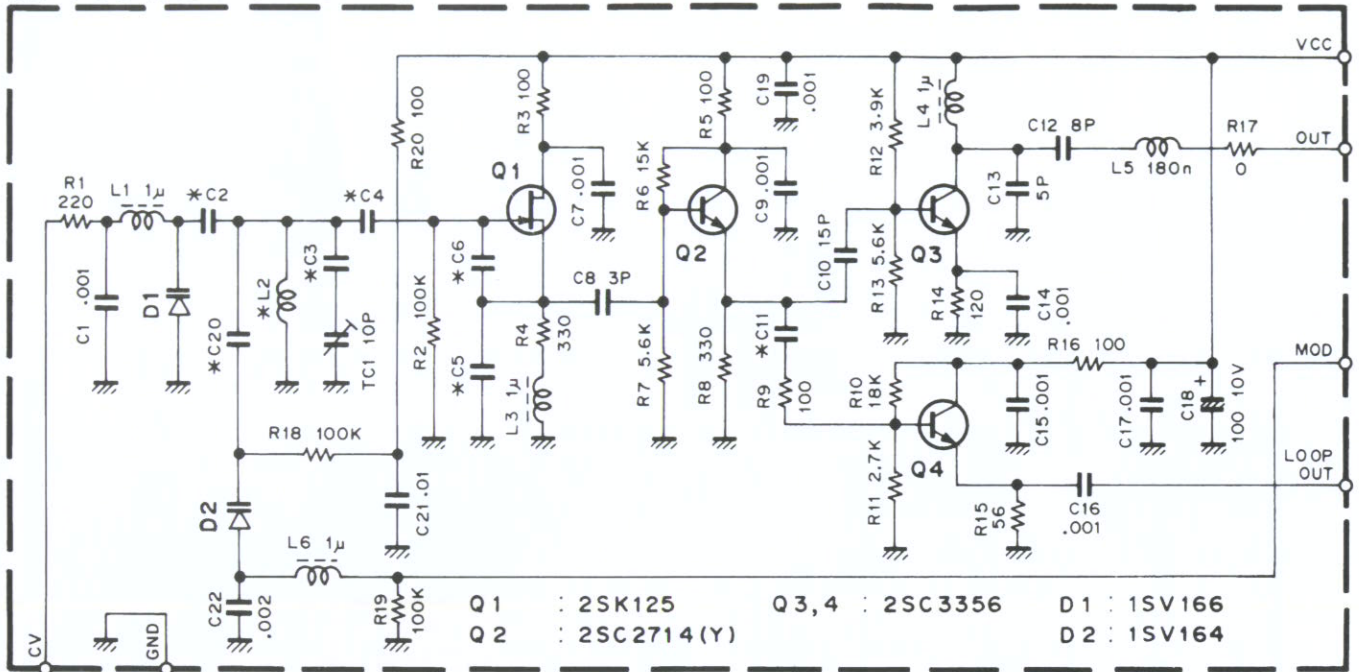 VCC
R20 100
R3 100
R5 100
C19 .001
R12 3.9K
L4 1μ
C12 8P
L5 180n
R17 0
OUT
Q1
C7 .001
R6 15K
Q2
C9 .001
C10 15P
R13 5.6K
Q3
C13 5P
R14 120
C14 .001
R1 220
L1 1μ
*C2
*C4
*C3
*C6
C1 .001
D1
*L2
*C20
TC1 10P
R2 100K
*C5
R4 330
L3 1μ
C8 3P
R7 5.6K
R8 330
*C11
R9 100
R10 18K
R16 100
MOD
C15 .001
C17 .001
C18 + 100 10V
Q4
R11 2.7K
R15 56
C16 .001
LOOP OUT
R18 100K
C21 .01
D2
L6 1μ
C22 .002
R19 100K
CV
GND
Q1 : 2SK125 Q3,4 : 2SC3356 D1 : 1SV166
Q2 : 2SC2714(Y) D2 : 1SV164